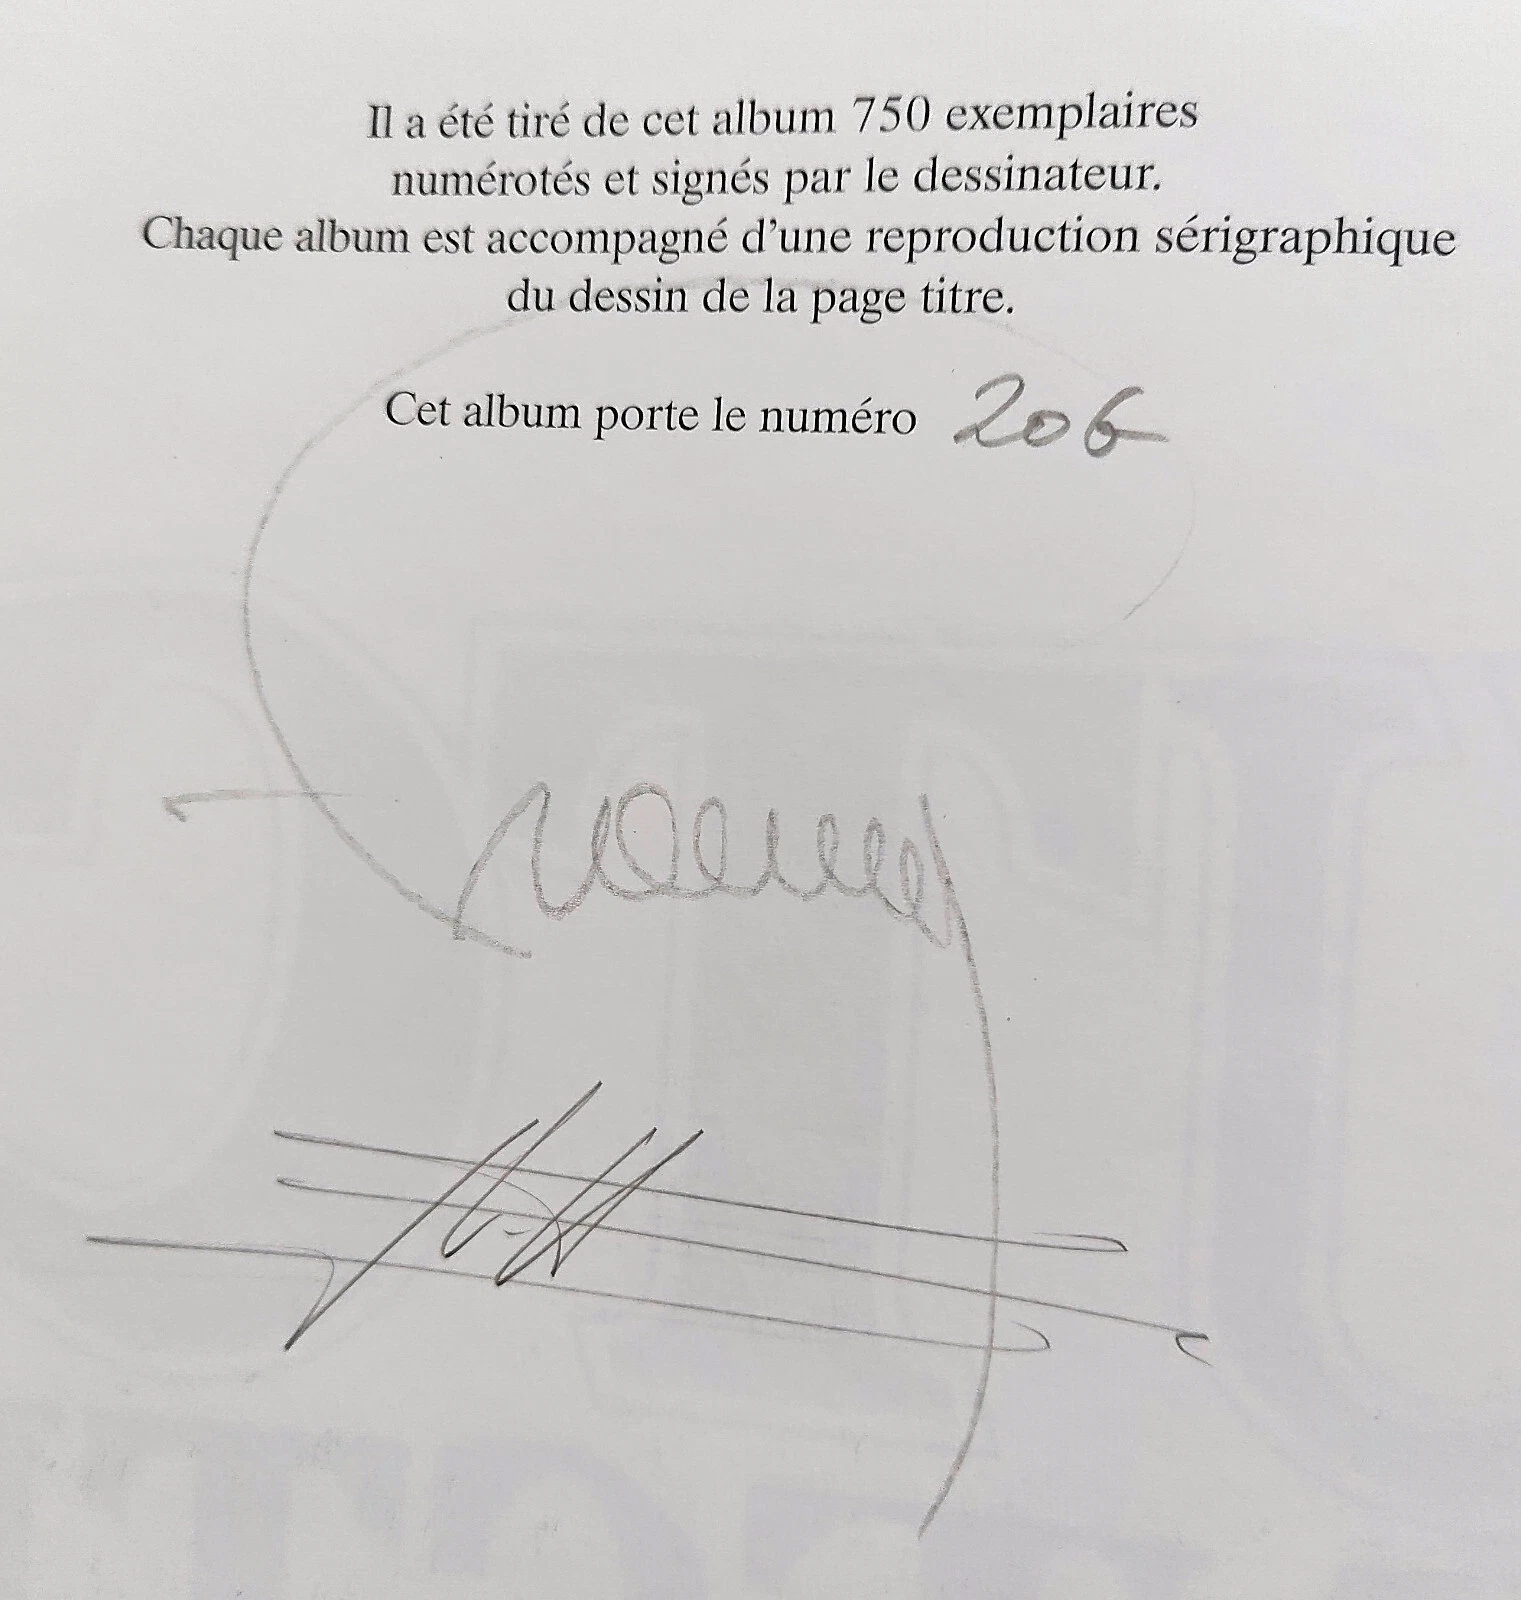 Il a été tiré de cet album 750 exemplaires
numérotés et signés par le dessinateur.
Chaque album est accompagné d'une reproduction sérigraphique
du dessin de la page titre.
Cet album porte le numéro 206